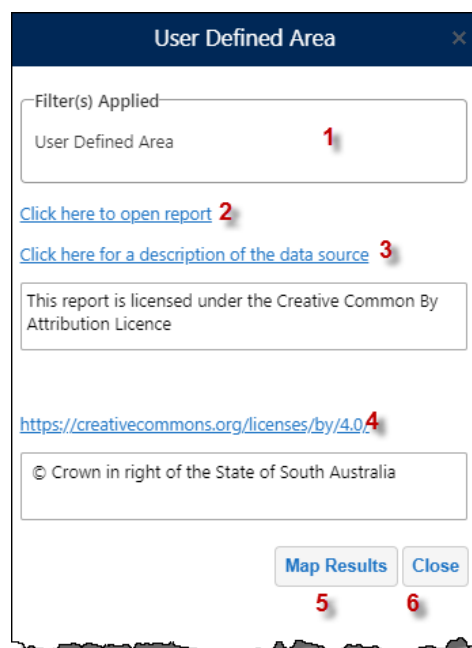 User Defined Area ×
Filter(s) Applied
User Defined Area 1
Click here to open report 2
Click here for a description of the data source 3
This report is licensed under the Creative Common By
Attribution Licence
https://creativecommons.org/licenses/by/4.0/ 4
© Crown in right of the State of South Australia
Map Results Close
5 6